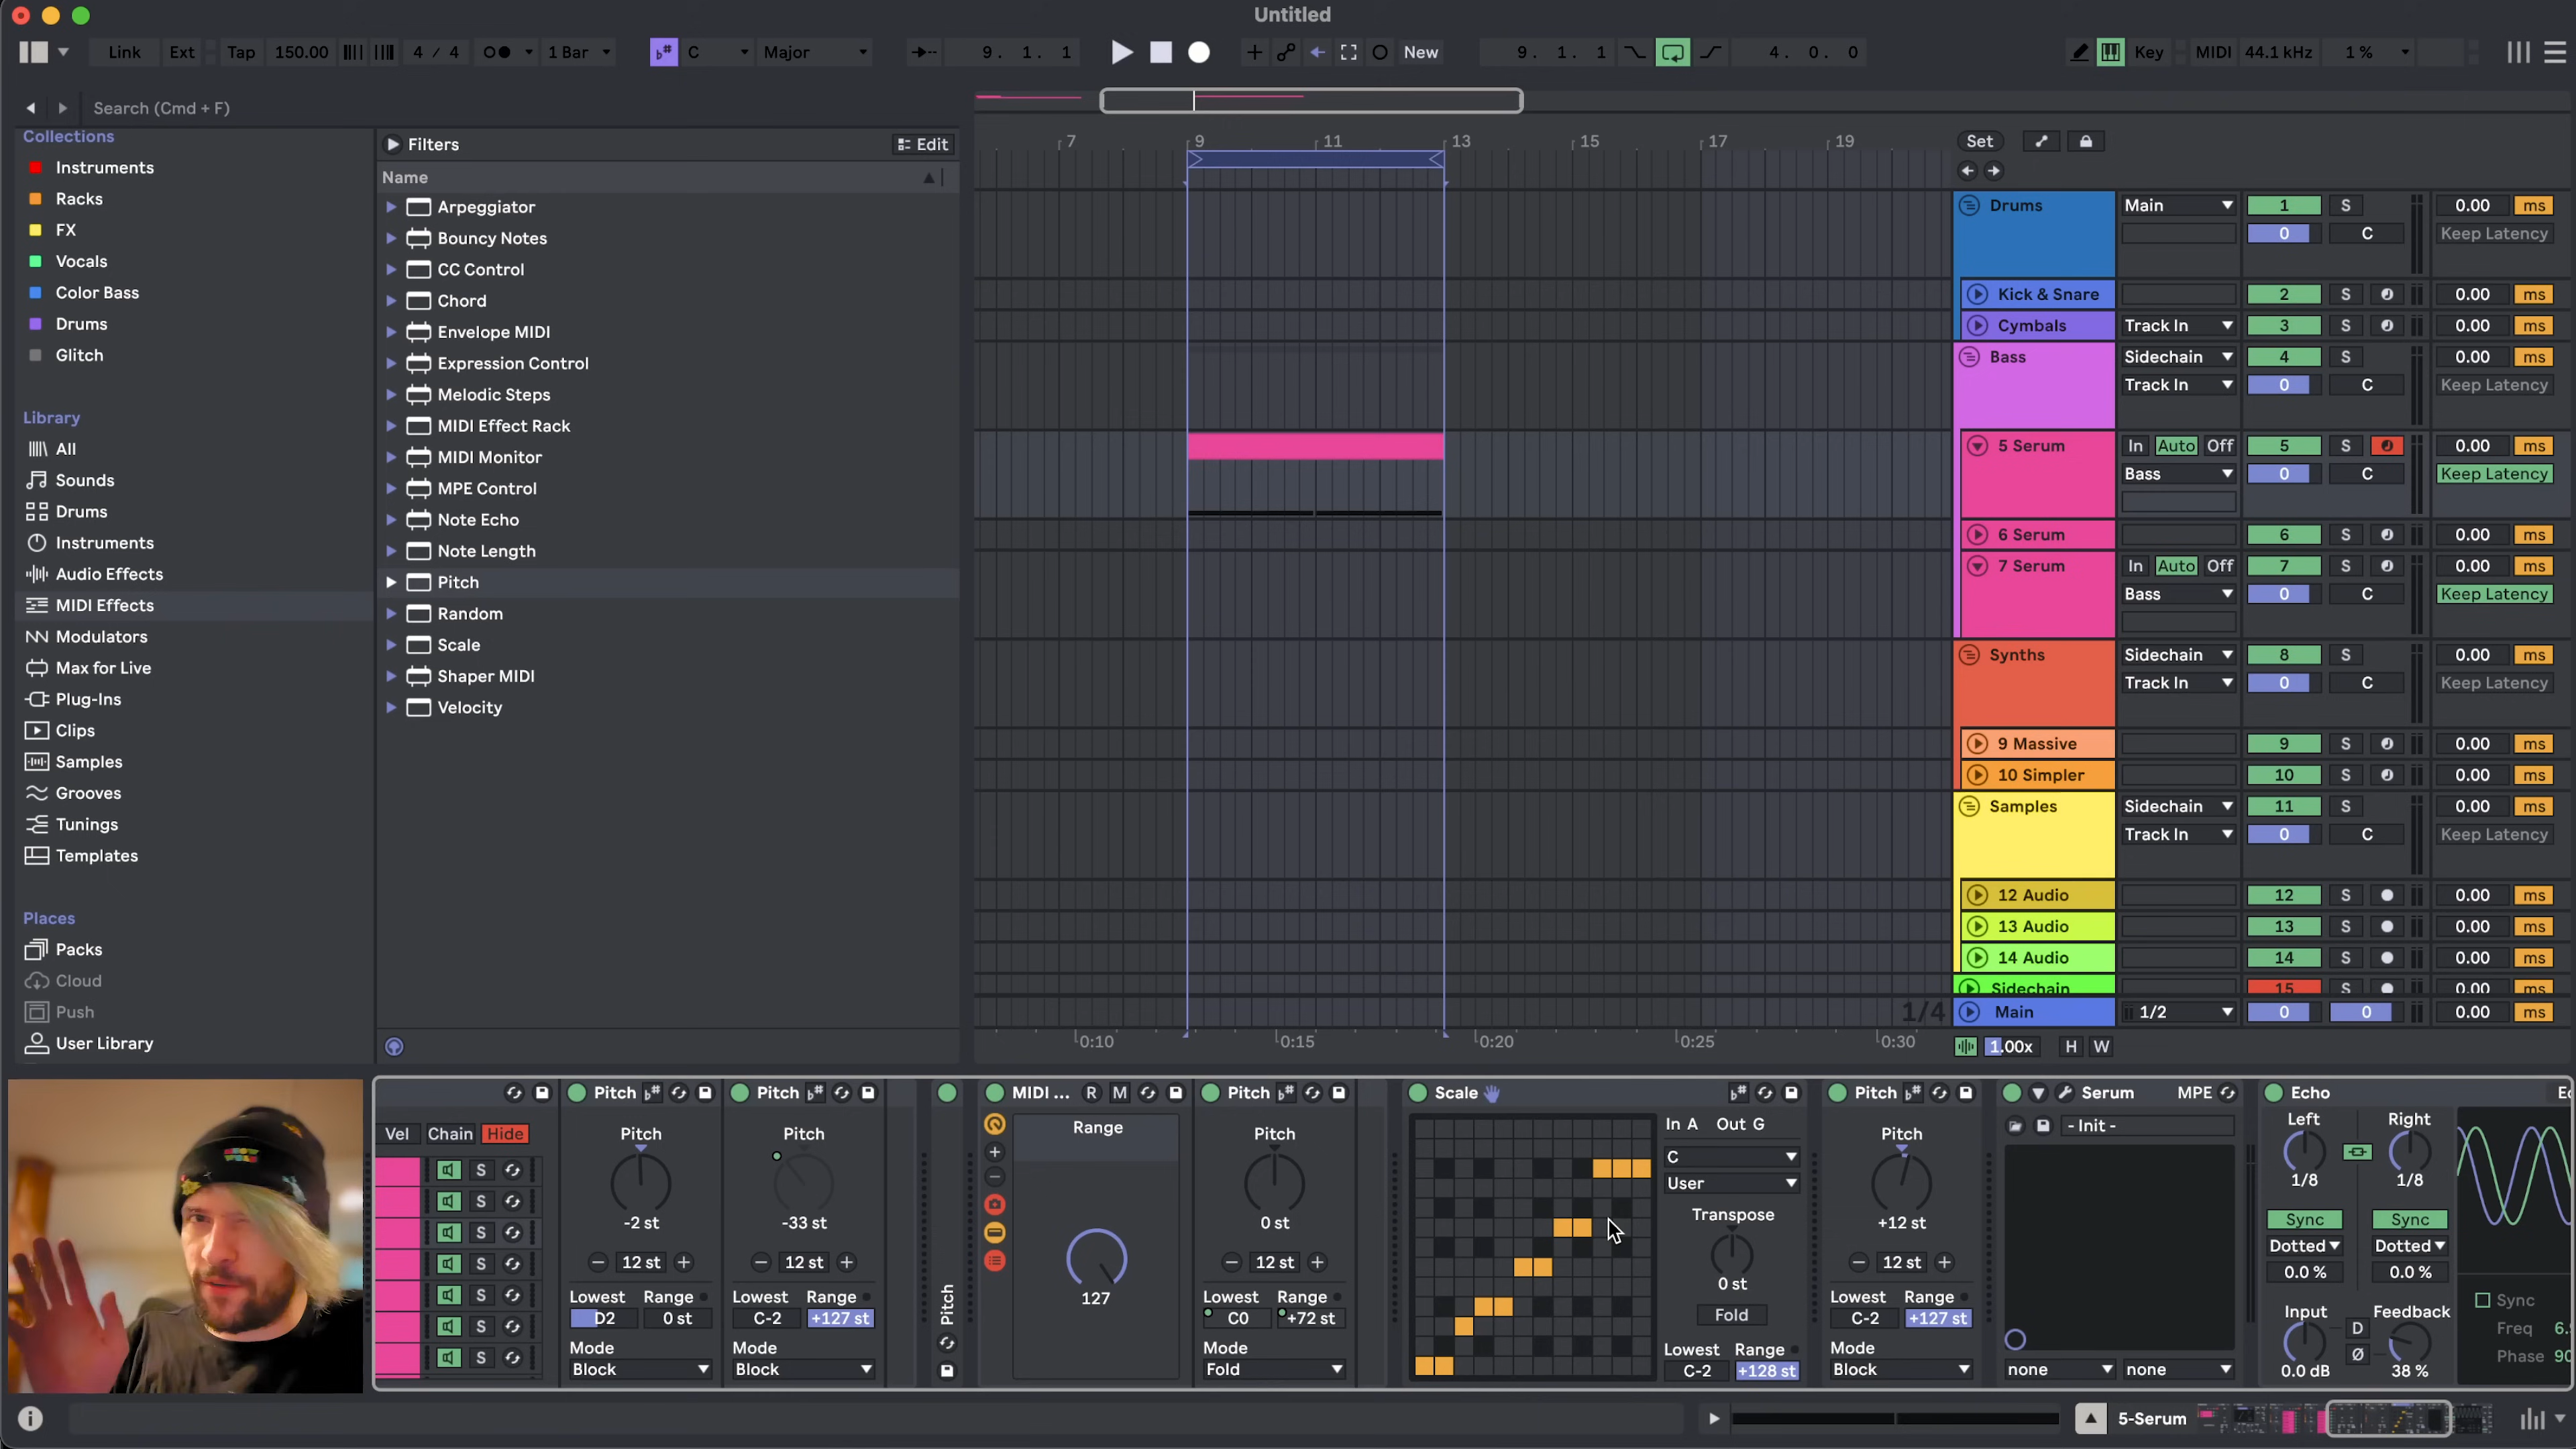 Untitled
Link Ext Tap 150.00 4 / 4 1 Bar C Major 9. 1. 1 New 9. 1. 1 4. 0. 0 Key MIDI 44.1 kHz 1 %
Search (Cmd + F)
Collections
Instruments
Racks
FX
Vocals
Color Bass
Drums
Glitch
Library
All
Sounds
Drums
Instruments
Audio Effects
MIDI Effects
Modulators
Max for Live
Plug-Ins
Clips
Samples
Grooves
Tunings
Templates
Places
Packs
Cloud
Push
User Library
Filters Edit
Name
Arpeggiator
Bouncy Notes
CC Control
Chord
Envelope MIDI
Expression Control
Melodic Steps
MIDI Effect Rack
MIDI Monitor
MPE Control
Note Echo
Note Length
Pitch
Random
Scale
Shaper MIDI
Velocity
7 9 11 13 15 17 19 Set
Drums Main 1 S 0.00 ms
0 C Keep Latency
Kick & Snare 2 S 0.00 ms
Cymbals Track In 3 S 0.00 ms
Bass Sidechain 4 S 0.00 ms
Track In 0 C Keep Latency
5 Serum In Auto Off 5 S 0.00 ms
Bass 0 C Keep Latency
6 Serum 6 S 0.00 ms
7 Serum In Auto Off 7 S 0.00 ms
Bass 0 C Keep Latency
Synths Sidechain 8 S 0.00 ms
Track In 0 C Keep Latency
9 Massive 9 S 0.00 ms
10 Simpler 10 S 0.00 ms
Samples Sidechain 11 S 0.00 ms
Track In 0 C Keep Latency
12 Audio 12 S 0.00 ms
13 Audio 13 S 0.00 ms
14 Audio 14 S 0.00 ms
Sidechain 15 S 0.00 ms
1/4 Main 1/2 0 0 0.00 ms
0:10 0:15 0:20 0:25 0:30 1.00x H W
Vel Chain Hide
S
S
S
S
S
S
S
Pitch
Pitch
-2 st
12 st
Lowest Range
D2 0 st
Mode
Block
Pitch
Pitch
-33 st
12 st
Lowest Range
C-2 +127 st
Mode
Block
Pitch
MIDI ... R M
Range
127
Pitch
Pitch
0 st
12 st
Lowest Range
C0 +72 st
Mode
Fold
Scale
In A Out G
C
User
Transpose
0 st
Fold
Lowest Range
C-2 +128 st
Pitch
Pitch
+12 st
12 st
Lowest Range
C-2 +127 st
Mode
Block
Serum MPE
- Init -
none none
Echo
Left Right
1/8 1/8
Sync Sync
Dotted Dotted
0.0 % 0.0 %
Input D Feedback
0.0 dB Ø 38 %
Sync
Freq
Phase
5-Serum